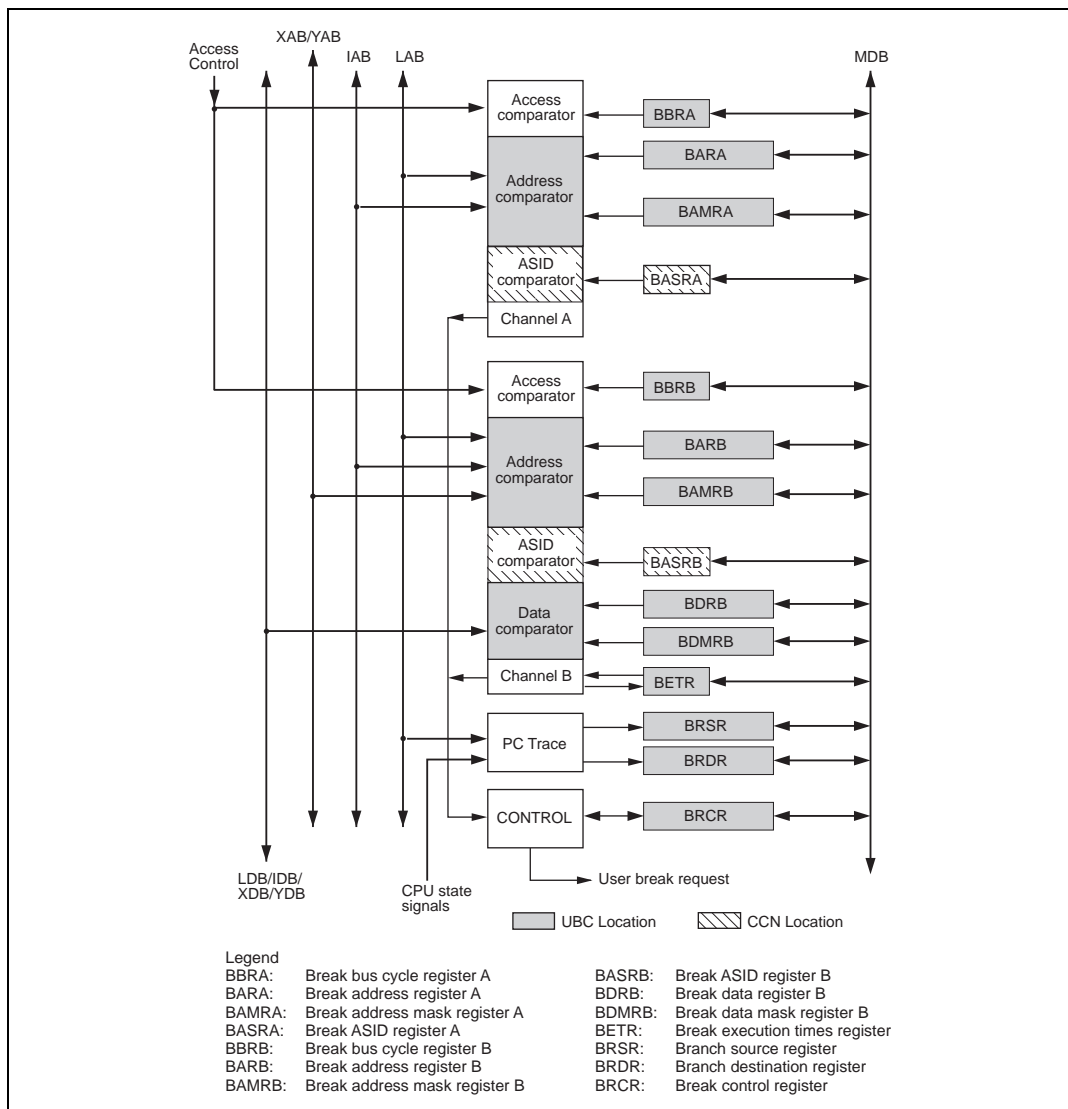 XAB/YAB
Access
Control
IAB
LAB
MDB
Access
comparator
BBRA
BARA
Address
comparator
BAMRA
ASID
comparator
BASRA
Channel A
Access
comparator
BBRB
BARB
Address
comparator
BAMRB
ASID
comparator
BASRB
BDRB
Data
comparator
BDMRB
Channel B
BETR
BRSR
PC Trace
BRDR
CONTROL
BRCR
LDB/IDB/
XDB/YDB
CPU state
signals
User break request
UBC Location
CCN Location
Legend
BBRA: Break bus cycle register A
BARA: Break address register A
BAMRA: Break address mask register A
BASRA: Break ASID register A
BBRB: Break bus cycle register B
BARB: Break address register B
BAMRB: Break address mask register B
BASRB: Break ASID register B
BDRB: Break data register B
BDMRB: Break data mask register B
BETR: Break execution times register
BRSR: Branch source register
BRDR: Branch destination register
BRCR: Break control register